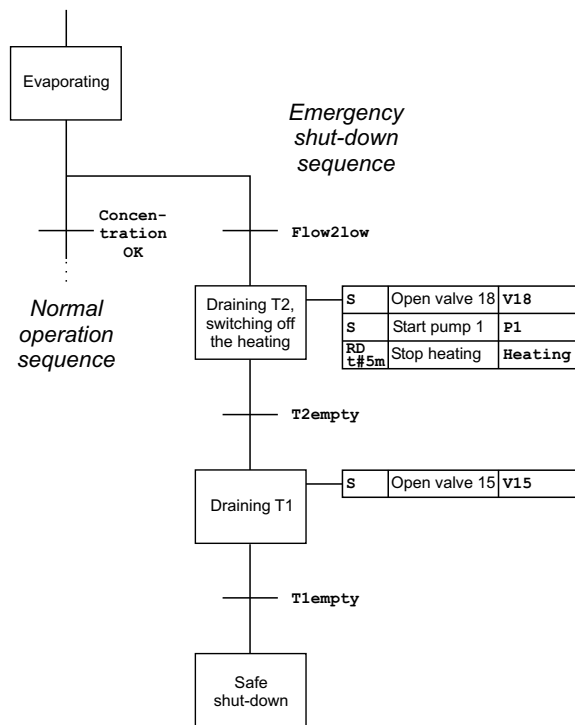 Evaporating
Emergency
shut-down
sequence
Concen-
tration
OK
Flow2low
Normal
operation
sequence
Draining T2,
switching off
the heating
S Open valve 18 V18
S Start pump 1 P1
RD
t#5m Stop heating Heating
T2empty
Draining T1
S Open valve 15 V15
T1empty
Safe
shut-down